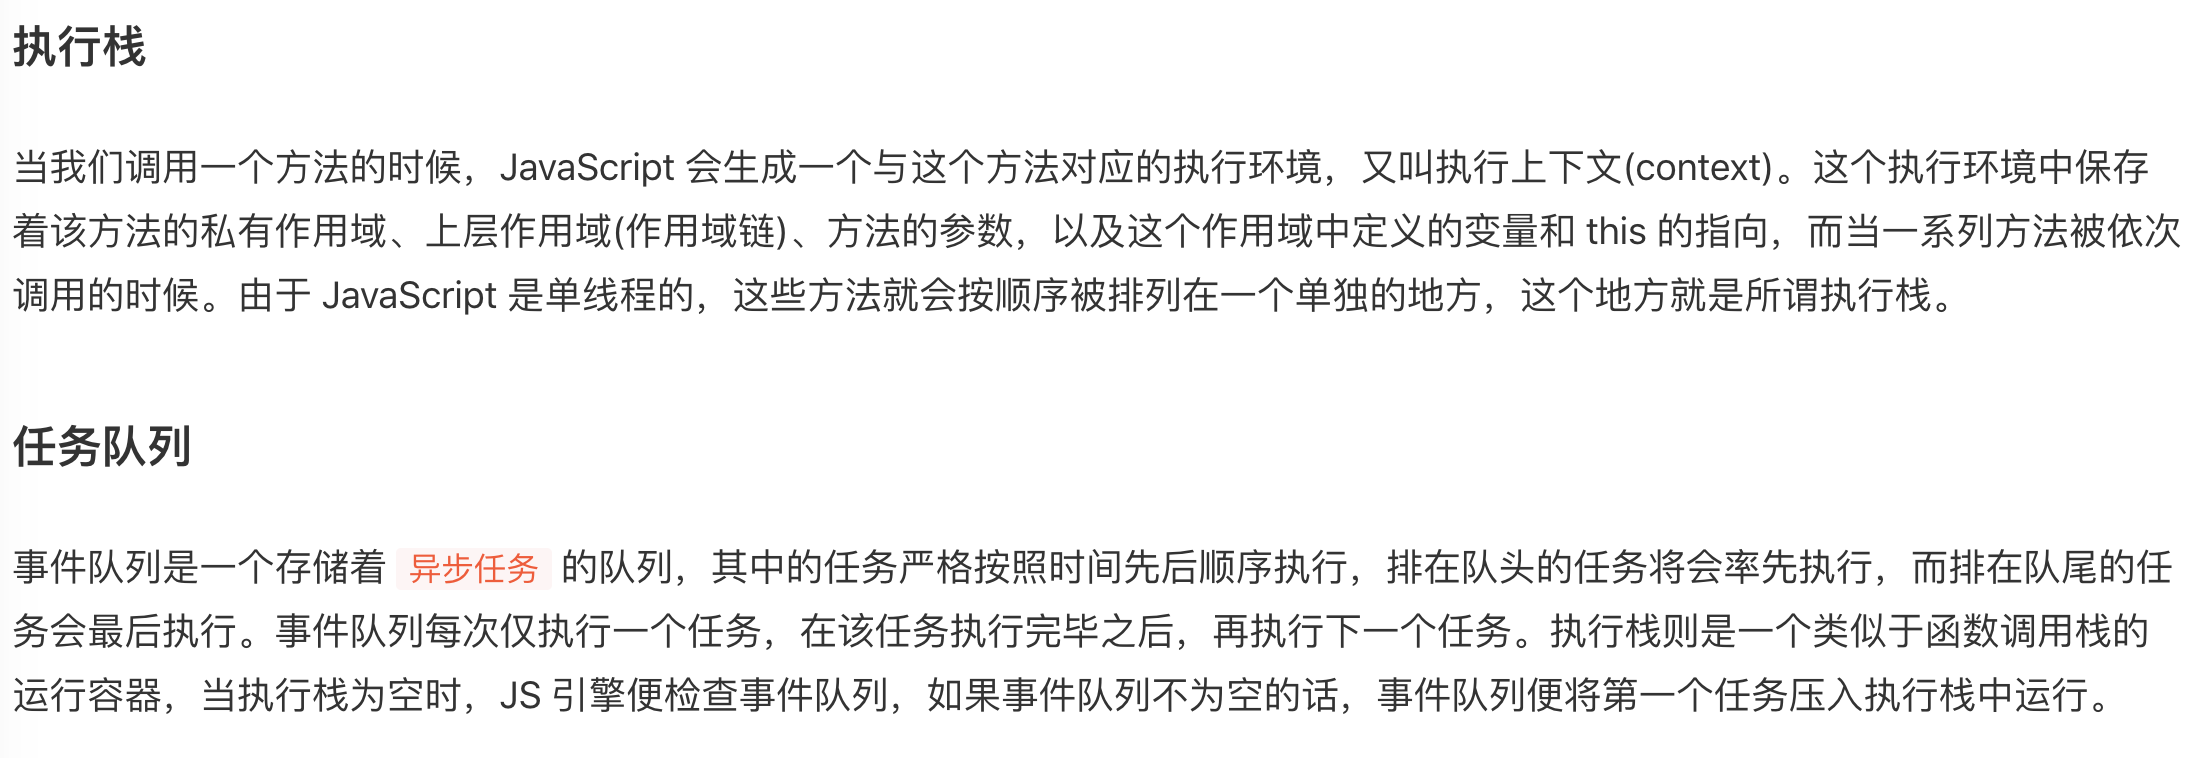 执行栈
当我们调用一个方法的时候，JavaScript 会生成一个与这个方法对应的执行环境，又叫执行上下文(context)。这个执行环境中保存
着该方法的私有作用域、上层作用域(作用域链)、方法的参数，以及这个作用域中定义的变量和 this 的指向，而当一系列方法被依次
调用的时候。由于 JavaScript 是单线程的，这些方法就会按顺序被排列在一个单独的地方，这个地方就是所谓执行栈。
任务队列
事件队列是一个存储着 异步任务 的队列，其中的任务严格按照时间先后顺序执行，排在队头的任务将会率先执行，而排在队尾的任
务会最后执行。事件队列每次仅执行一个任务，在该任务执行完毕之后，再执行下一个任务。执行栈则是一个类似于函数调用栈的
运行容器，当执行栈为空时，JS 引擎便检查事件队列，如果事件队列不为空的话，事件队列便将第一个任务压入执行栈中运行。